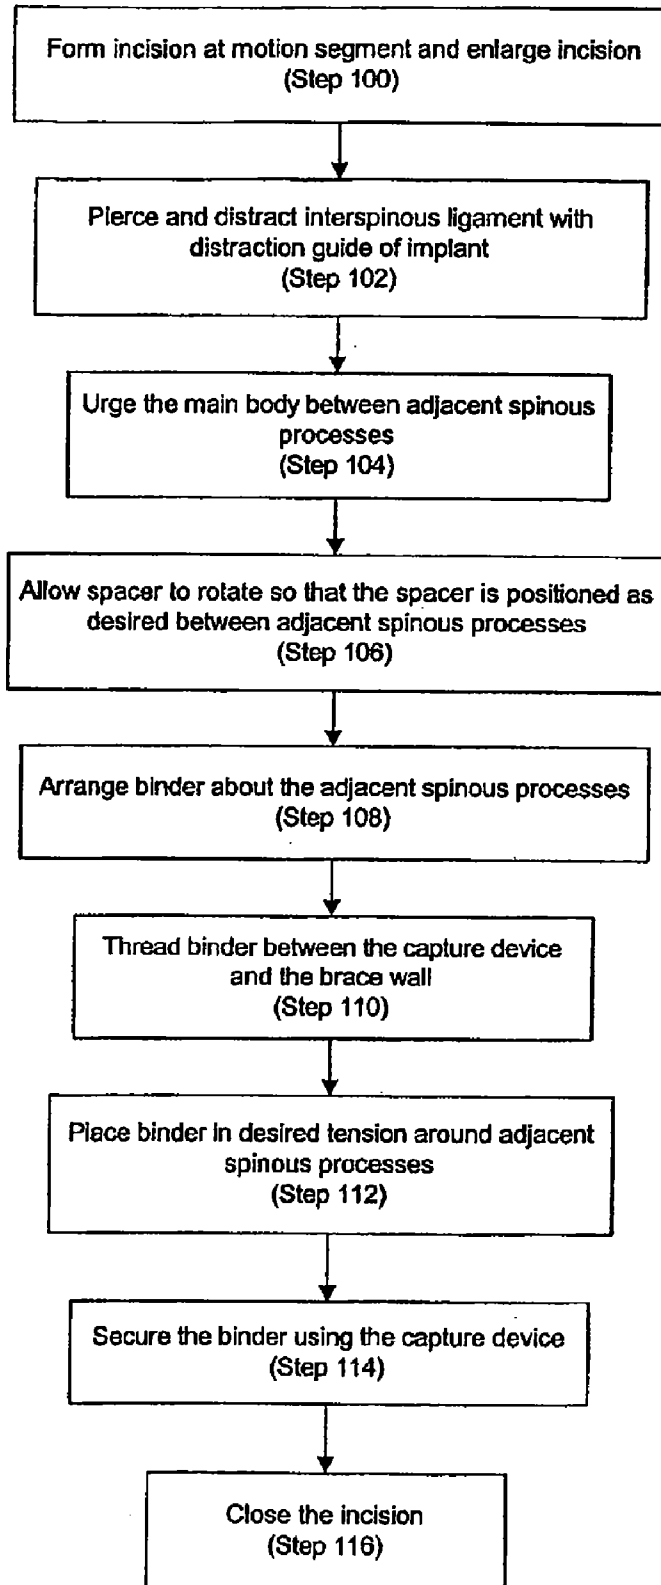 Form incision at motion segment and enlarge incision
(Step 100)
Pierce and distract interspinous ligament with
distraction guide of implant
(Step 102)
Urge the main body between adjacent spinous
processes
(Step 104)
Allow spacer to rotate so that the spacer is positioned as
desired between adjacent spinous processes
(Step 106)
Arrange binder about the adjacent spinous processes
(Step 108)
Thread binder between the capture device
and the brace wall
(Step 110)
Place binder in desired tension around adjacent
spinous processes
(Step 112)
Secure the binder using the capture device
(Step 114)
Close the incision
(Step 116)